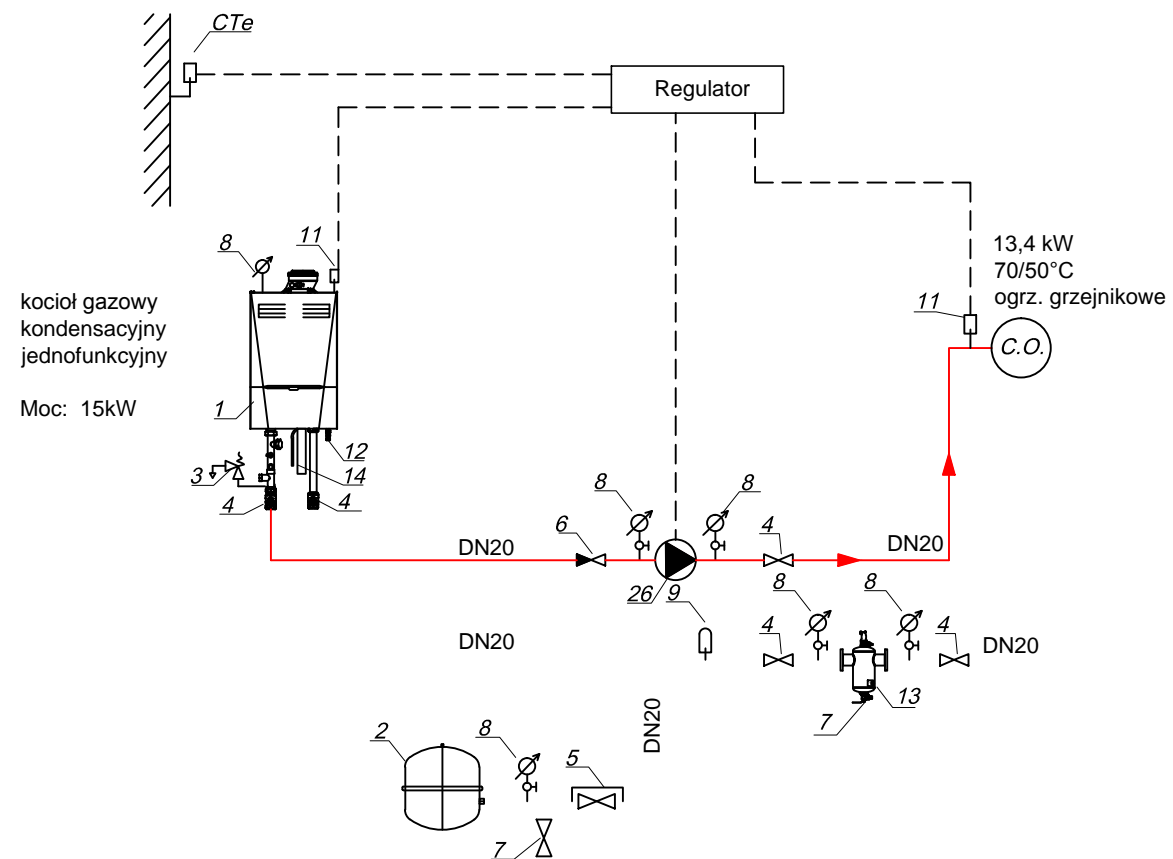 CTe
Regulator
8
11
13,4 kW
70/50°C
ogrz. grzejnikowe
kocioł gazowy
kondensacyjny
jednofunkcyjny
Moc: 15kW
11
C.O.
1
12
3
14
4
4
8
8
6
4
DN20
DN20
26
9
8
8
4
4
DN20
DN20
13
7
DN20
2
8
5
7